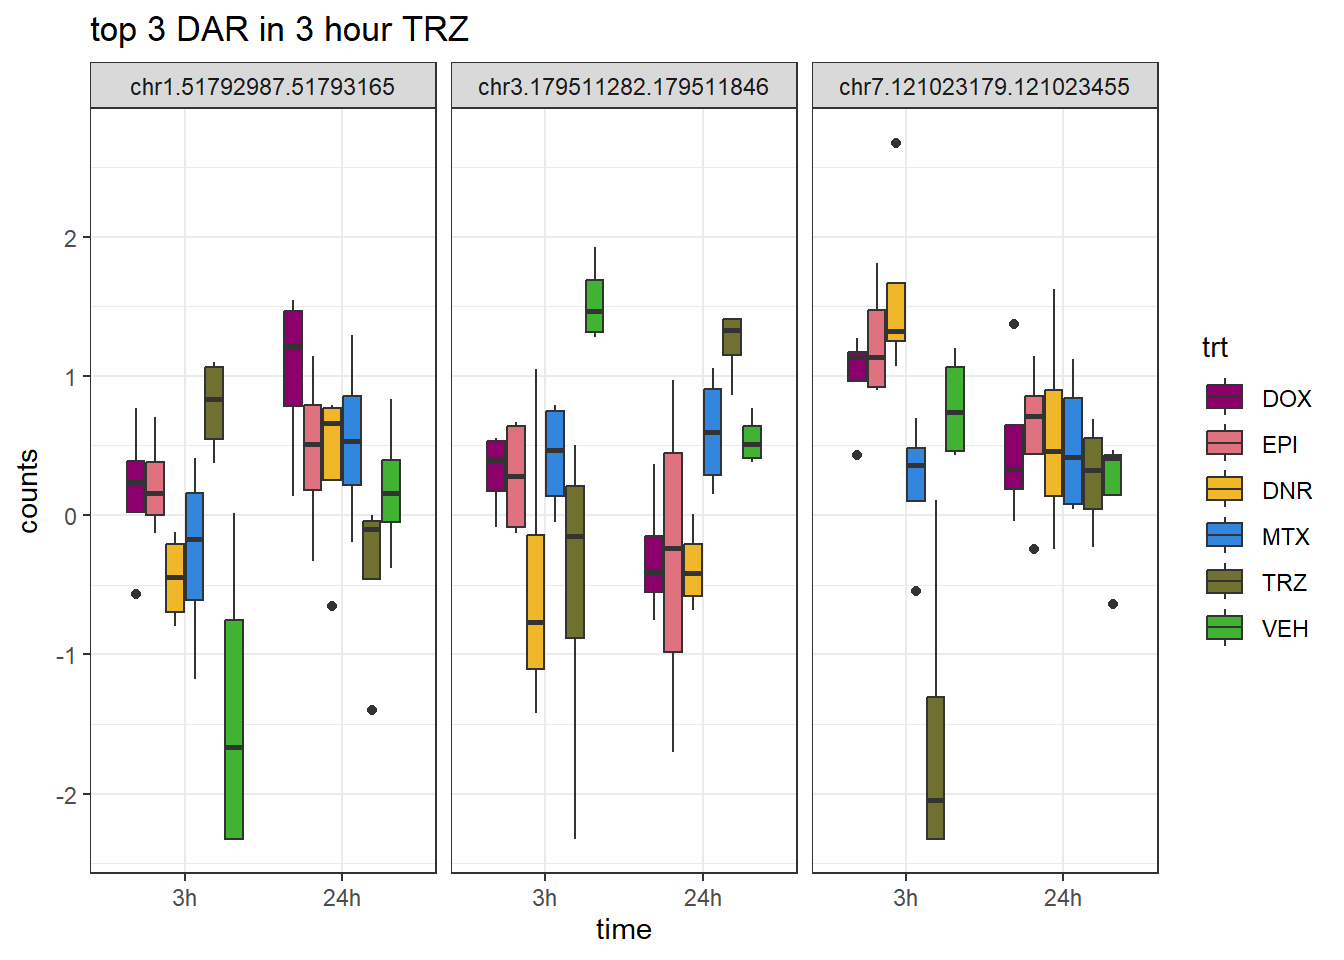 top 3 DAR in 3 hour TRZ
chr1.51792987.51793165
chr3.179511282.179511846
chr7.121023179.121023455
counts
2
1
0
-1
-2
3h
24h
3h
24h
3h
24h
time
trt
DOX
EPI
DNR
MTX
TRZ
VEH